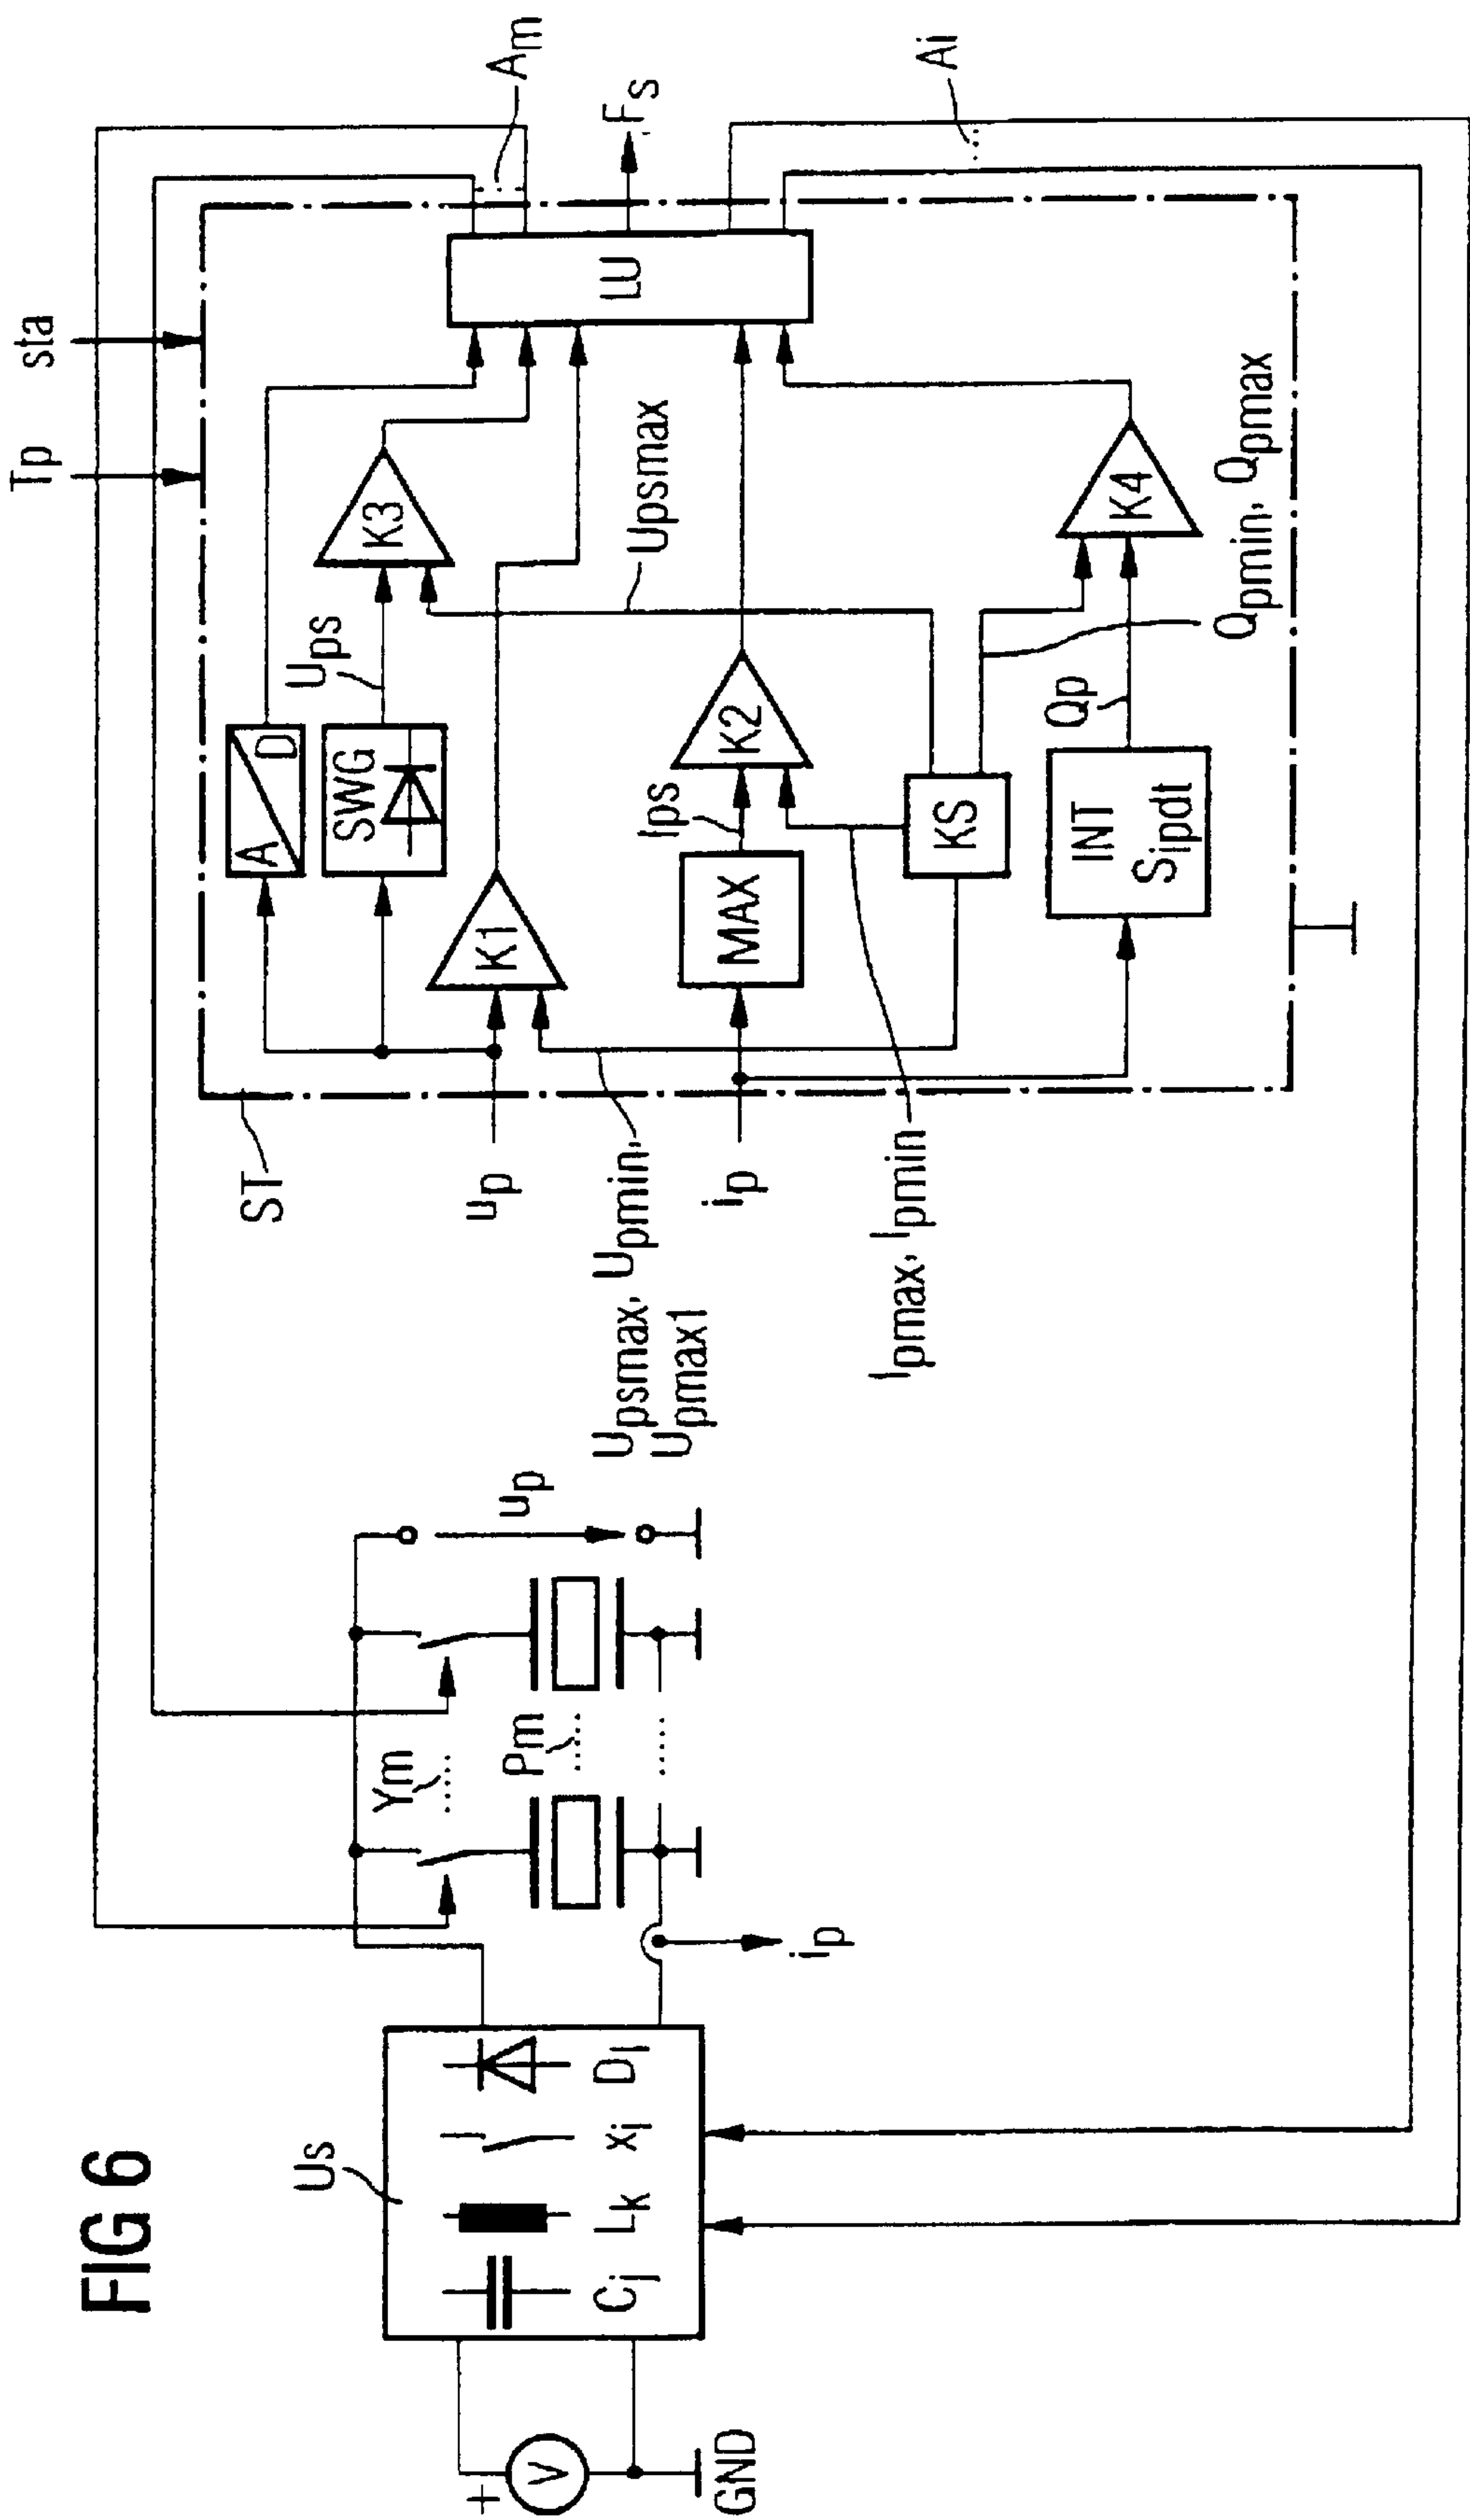 FIG 6
Tp
sta
ST
A
D
Ups
SWG
K3
Am
LE
Fs
up
K1
Upsmax
Upsmax, Upmin,
Upmax1
ip
MAX
Ips
K2
Ai
Ipmax, Ipmin
KS
INT
Sipdt
Qp
K4
Qpmin, Qpmax
Us
Cj
Lk
xi
Dl
+
V
GND
Ym
Pm
up
ip